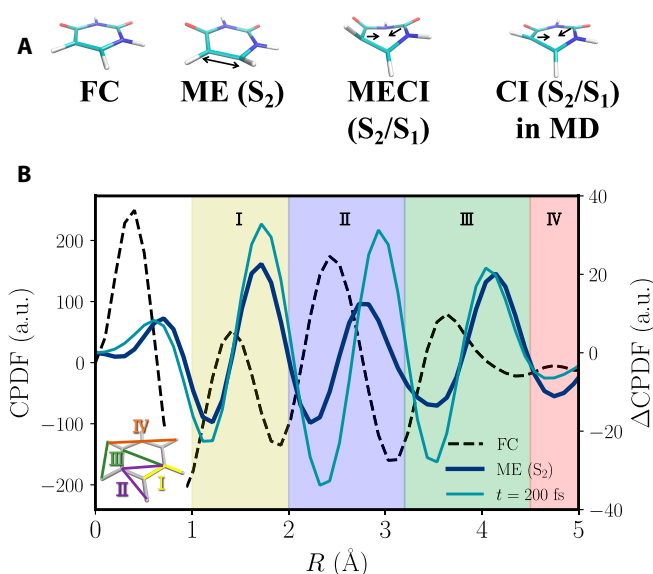 A
FC
ME (S₂)
MECI
(S₂/S₁)
CI (S₂/S₁)
in MD
B
CPDF (a.u.)
200
100
0
−100
−200
I
II
III
IV
40
20
0
−20
−40
ΔCPDF (a.u.)
IV
III
II
I
FC
ME (S₂)
t = 200 fs
0
1
2
3
4
5
R (Å)